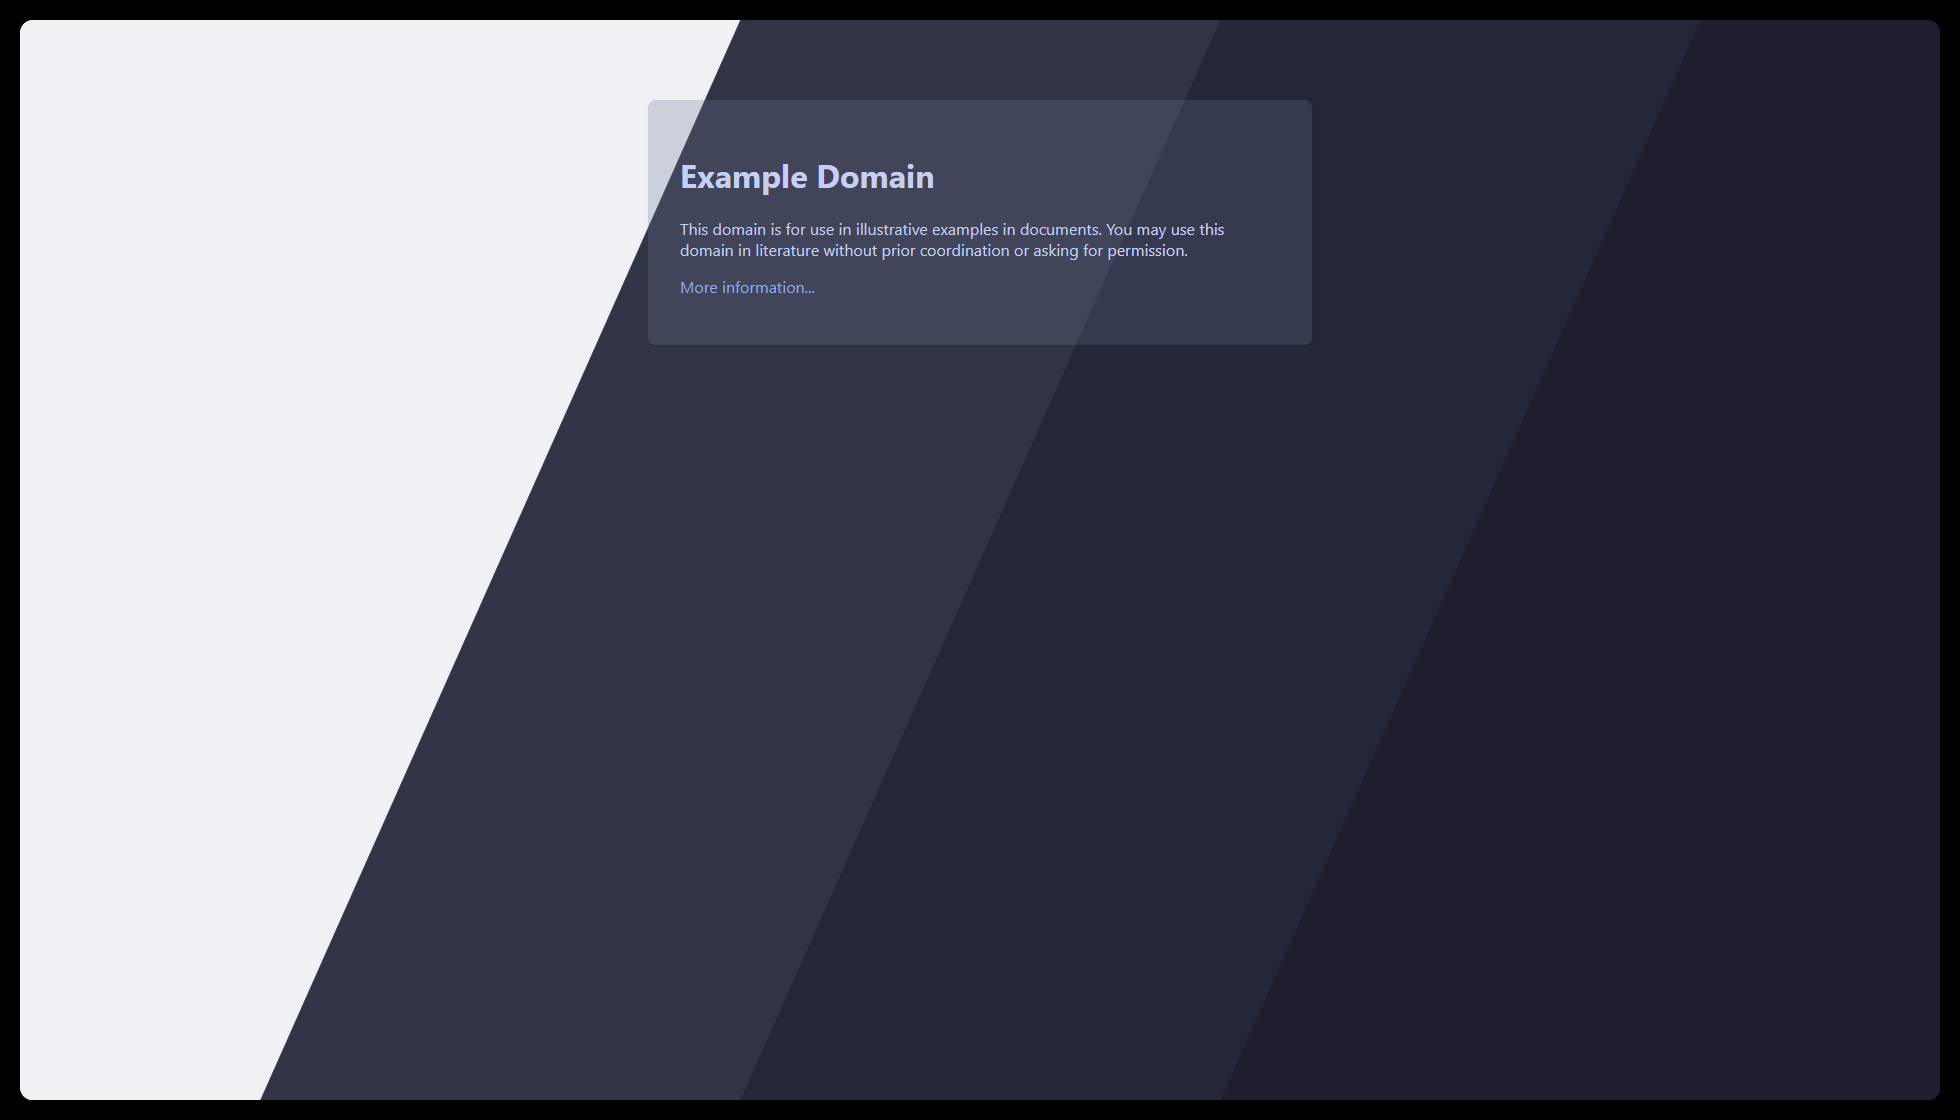 Example Domain
This domain is for use in illustrative examples in documents. You may use this
domain in literature without prior coordination or asking for permission.
More information...